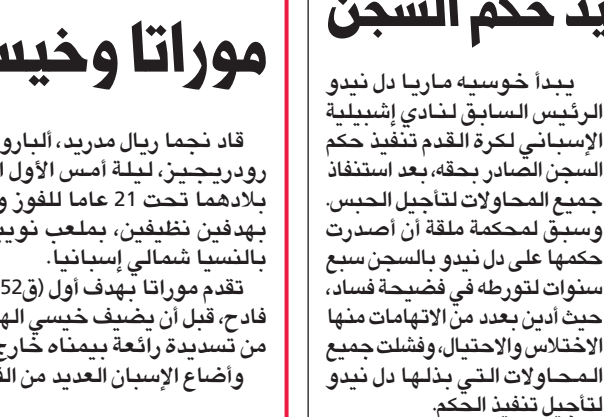 يد حكم السجن
يبدأ خوسيه ماريا دل نيدو
الرئيس السابق لنادي إشبيلية
الإسباني لكرة القدم تنفيذ حكم
السجن الصادر بحقه، بعد استنفاذ
جميع المحاولات لتأجيل الحبس.
وسبق لمحكمة ملقة أن أصدرت
حكمها على دل نيدو بالسجن سبع
سنوات لتورطه في فضيحة فساد،
حيث أدين بعدد من الاتهامات منها
الاختلاس والاحتيال، وفشلت جميع
المحاولات التي بذلها دل نيدو
لتأجيل تنفيذ الحكم.
موراتا وخيس
قاد نجما ريال مدريد، ألبارو
رودريجيز، ليلة أمس الأول ا
بلادهما تحت 21 عاما للفوز و
بهدفين نظيفين، بملعب نويب
بالنسيا شمالي إسبانيا.
تقدم موراتا بهدف أول (ق52
فادح، قبل أن يضيف خيسي اله
من تسديدة رائعة بيمناه خارج
وأضاع الإسبان العديد من الف